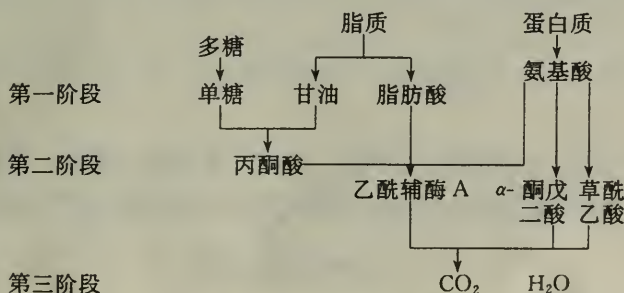 脂质
蛋白质
多糖
氨基酸
第一阶段
单糖
甘油
脂肪酸
第二阶段
丙酮酸
乙酰辅酶 A
α- 酮戊
二酸
草酰
乙酸
第三阶段
CO₂
H₂O